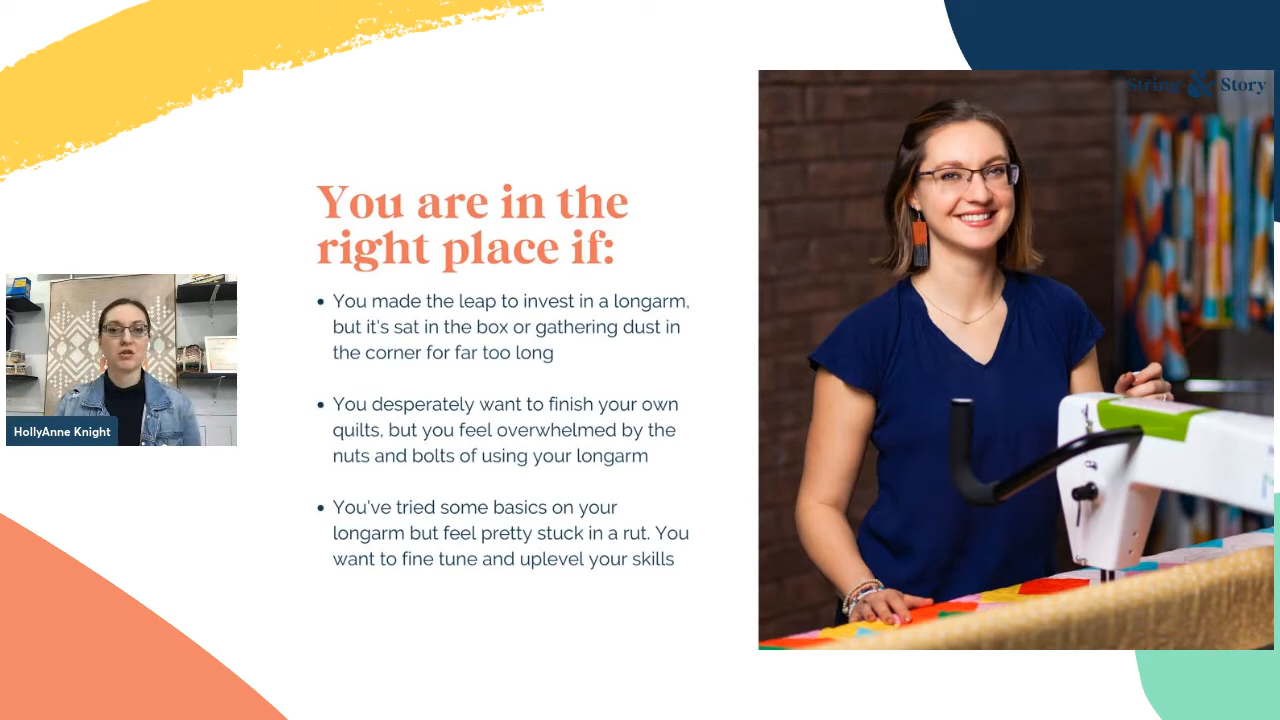 String & Story
You are in the
right place if:
• You made the leap to invest in a longarm,
but it's sat in the box or gathering dust in
the corner for far too long
• You desperately want to finish your own
quilts, but you feel overwhelmed by the
nuts and bolts of using your longarm
• You've tried some basics on your
longarm but feel pretty stuck in a rut. You
want to fine tune and uplevel your skills
HollyAnne Knight